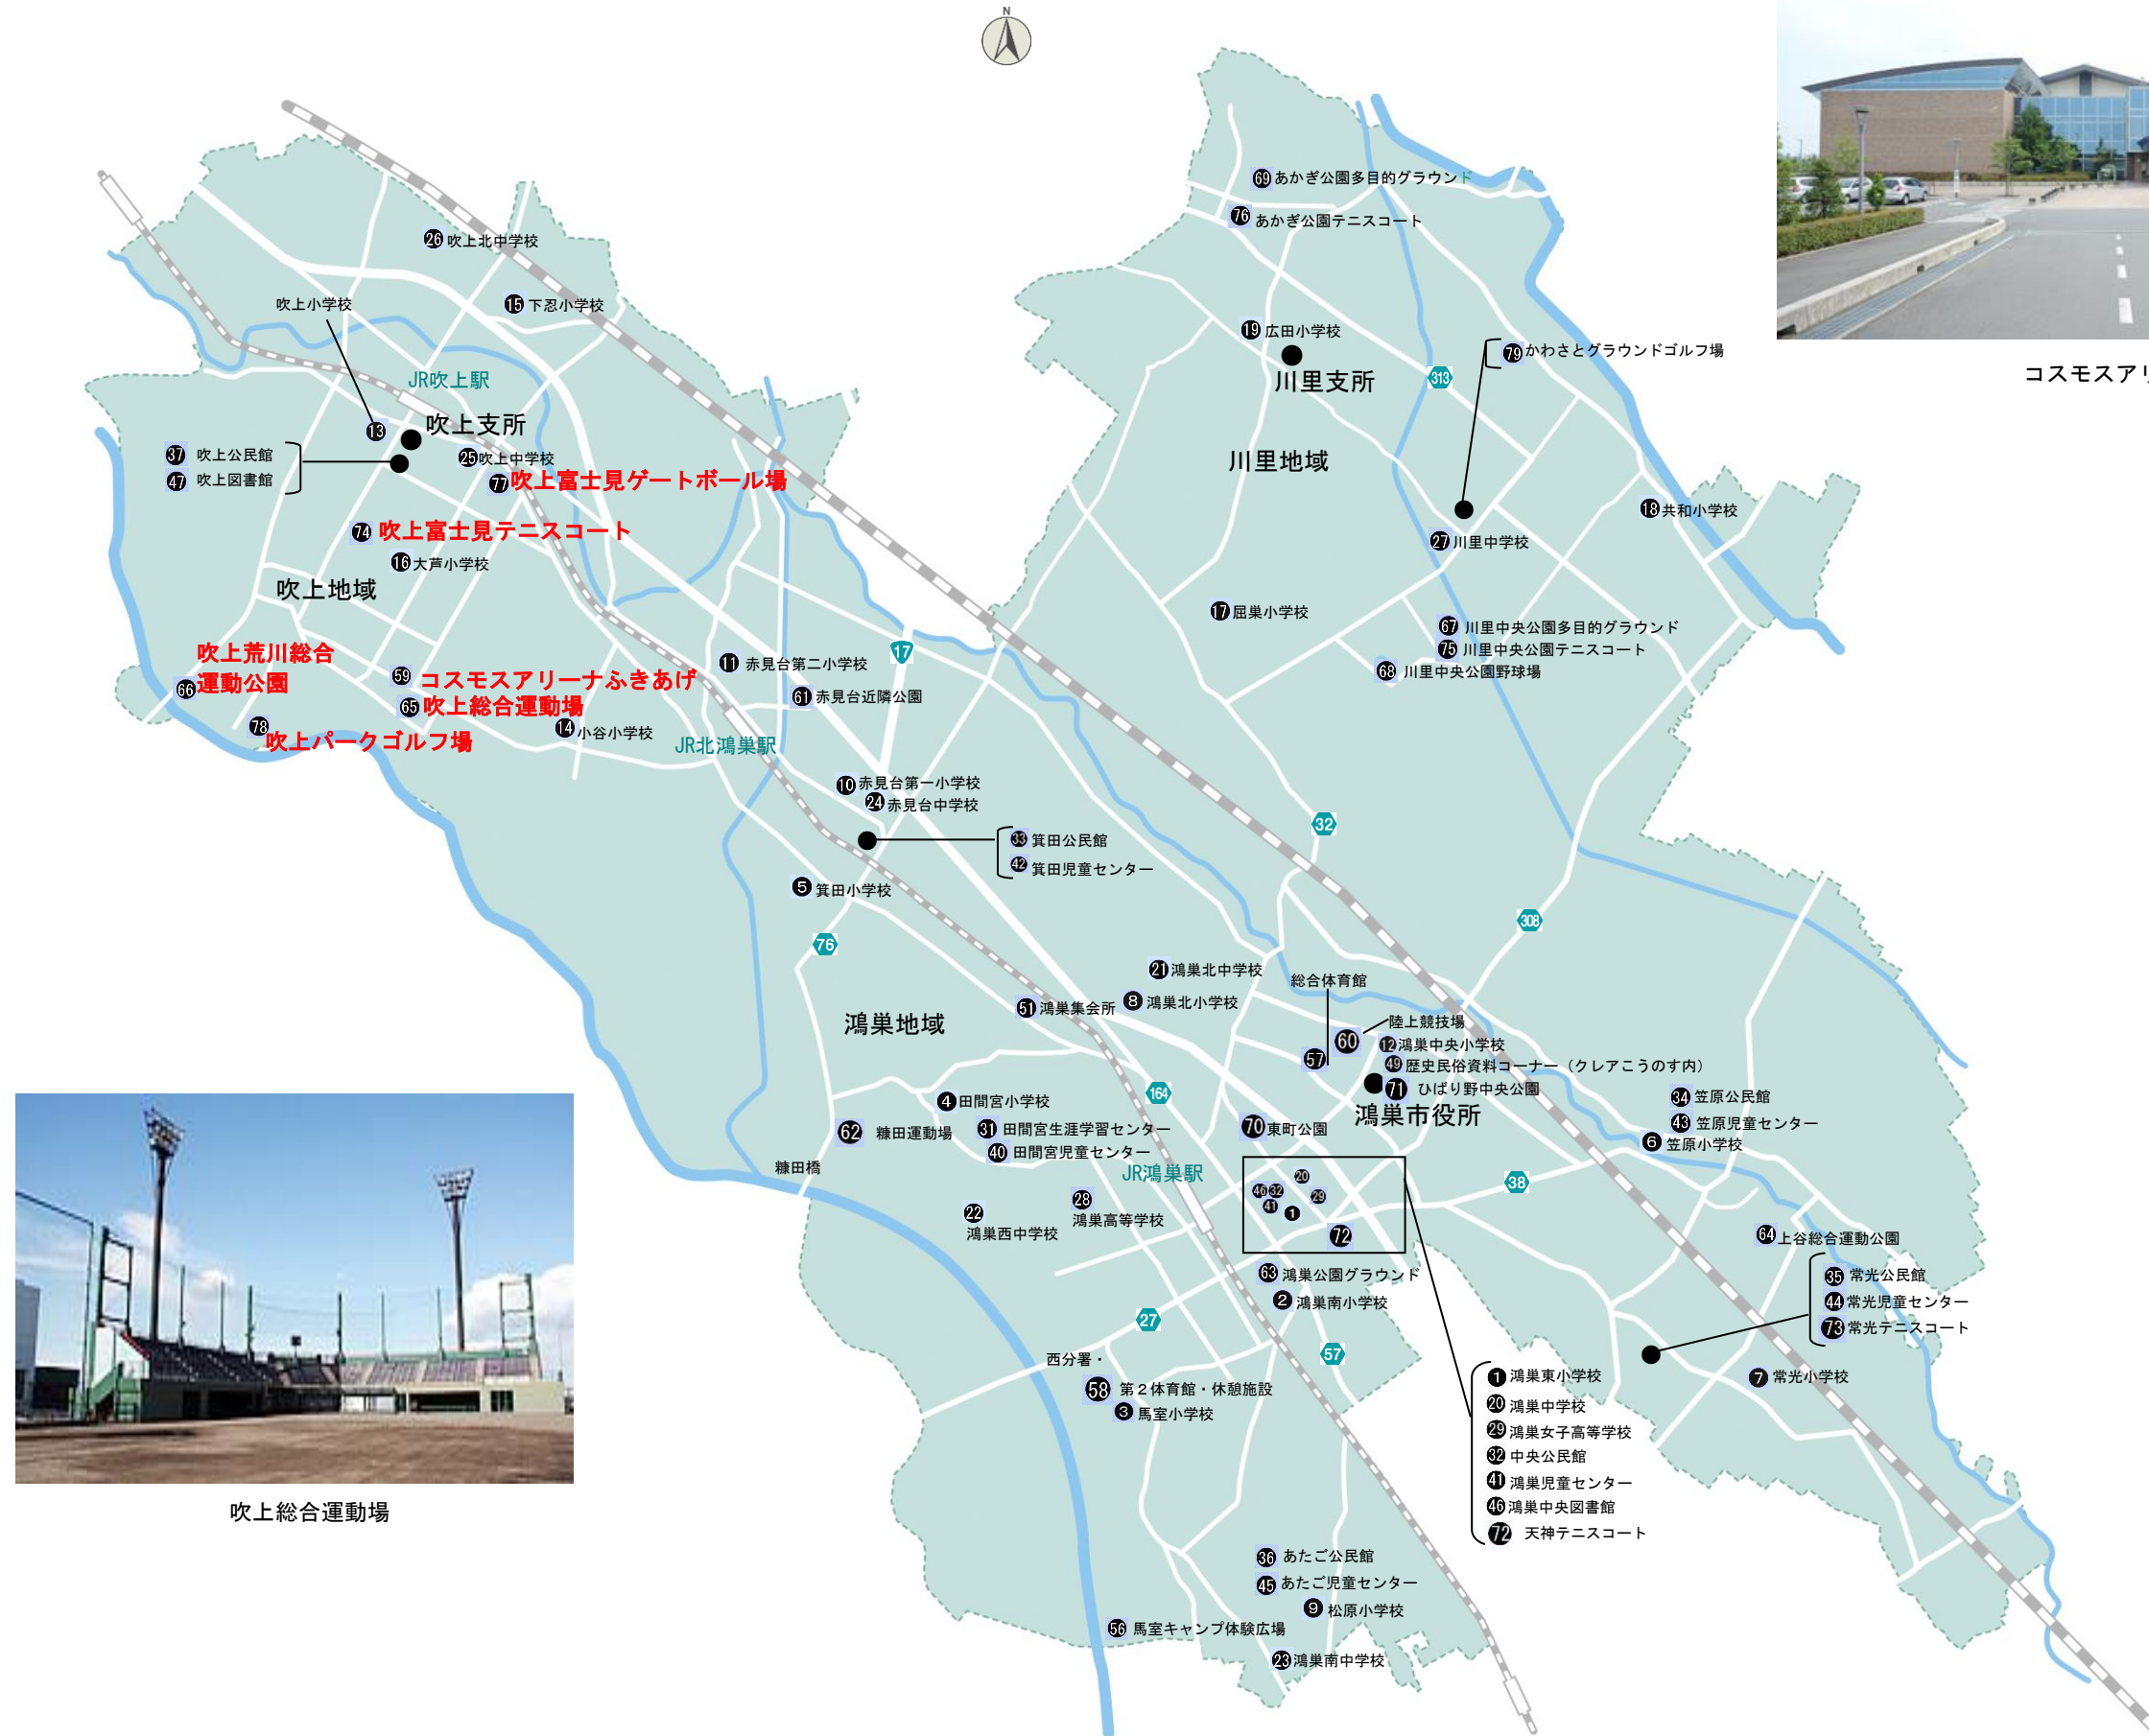 N
69 あかぎ公園多目的グラウンド
76 あかぎ公園テニスコート
26 吹上北中学校
吹上小学校
15 下忍小学校
19 広田小学校
川里支所
79 かわさとグラウンドゴルフ場
コスモスアリ
JR吹上駅
313
13
吹上支所
37 吹上公民館
47 吹上図書館
25 吹上中学校
77 吹上富士見ゲートボール場
川里地域
18 共和小学校
74 吹上富士見テニスコート
27 川里中学校
16 大芦小学校
吹上地域
17 屈巣小学校
67 川里中央公園多目的グラウンド
75 川里中央公園テニスコート
68 川里中央公園野球場
吹上荒川総合
66 運動公園
17
11 赤見台第二小学校
59 コスモスアリーナふきあげ
61 赤見台近隣公園
65 吹上総合運動場
78
吹上パークゴルフ場
14 小谷小学校
JR北鴻巣駅
10 赤見台第一小学校
24 赤見台中学校
32
33 箕田公民館
42 箕田児童センター
5 箕田小学校
308
76
21 鴻巣北中学校
総合体育館
51 鴻巣集会所
8 鴻巣北小学校
鴻巣地域
陸上競技場
60
57
12 鴻巣中央小学校
49 歴史民俗資料コーナー（クレアこうのす内）
71 ひばり野中央公園
鴻巣市役所
164
4 田間宮小学校
34 笠原公民館
43 笠原児童センター
6 笠原小学校
62 糠田運動場
31 田間宮生涯学習センター
40 田間宮児童センター
70 東町公園
糠田橋
JR鴻巣駅
38
20
46 32
29
41
1
72
28
鴻巣高等学校
22
鴻巣西中学校
64 上谷総合運動公園
63 鴻巣公園グラウンド
2 鴻巣南小学校
35 常光公民館
44 常光児童センター
73 常光テニスコート
27
57
西分署・
58 第2体育館・休憩施設
3 馬室小学校
7 常光小学校
1 鴻巣東小学校
20 鴻巣中学校
29 鴻巣女子高等学校
32 中央公民館
41 鴻巣児童センター
46 鴻巣中央図書館
72 天神テニスコート
吹上総合運動場
36 あたご公民館
45 あたご児童センター
9 松原小学校
56 馬室キャンプ体験広場
23 鴻巣南中学校